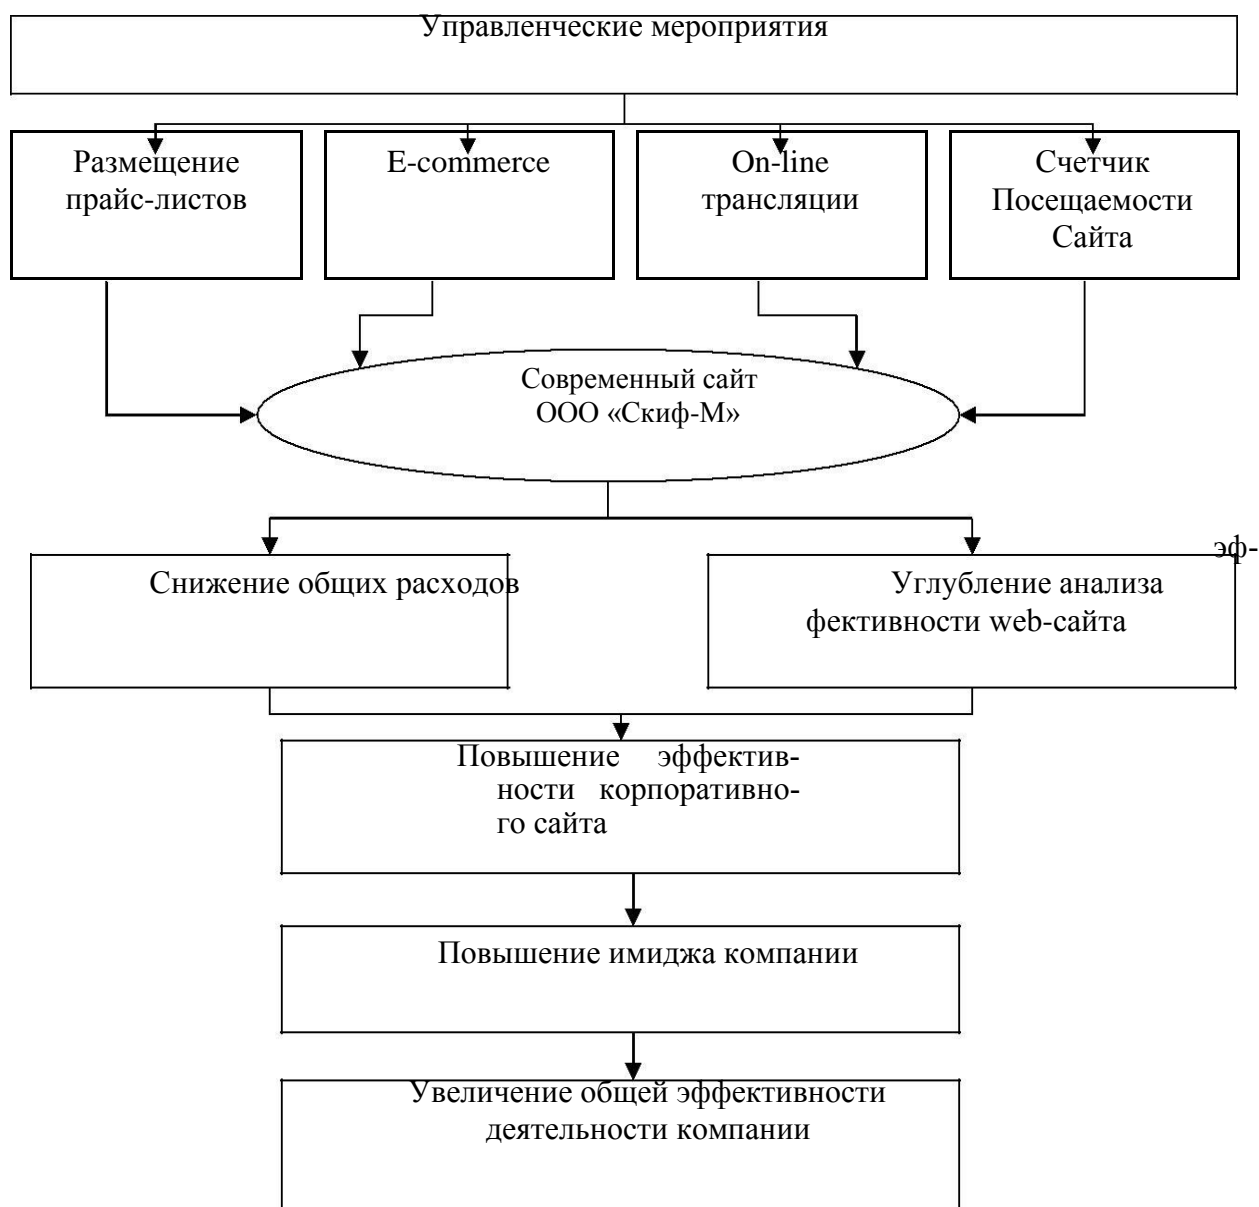 Управленческие мероприятия
Размещение
прайс-листов
E-commerce
On-line
трансляции
Счетчик
Посещаемости
Сайта
Современный сайт
ООО «Скиф-М»
Снижение общих расходов
Углубление анализа эф-
фективности web-сайта
Повышение эффектив-
ности корпоративно-
го сайта
Повышение имиджа компании
Увеличение общей эффективности
деятельности компании